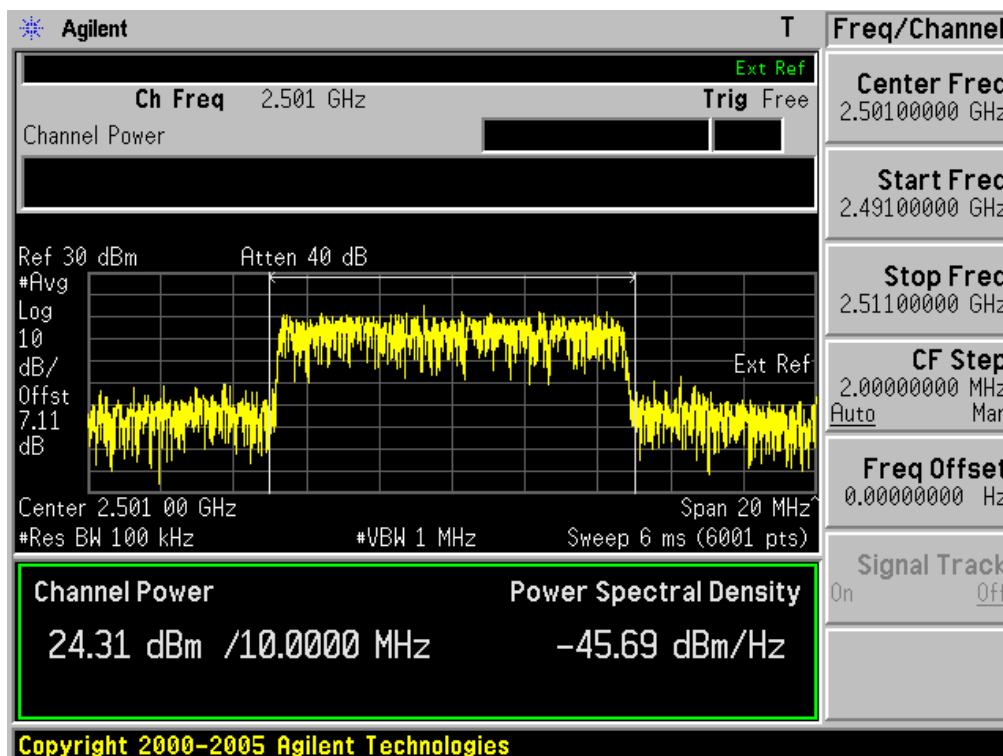 Agilent T Freq/Channel
Ext Ref
Ch Freq 2.501 GHz Trig Free
Channel Power
Center Freq
2.50100000 GHz
Start Freq
2.49100000 GHz
Stop Freq
2.51100000 GHz
CF Step
2.00000000 MHz
Auto Man
Freq Offset
0.00000000 Hz
Signal Track
On Off
Ref 30 dBm Atten 40 dB
#Avg
Log
10
dB/
Offst
7.11
dB
Ext Ref
Center 2.501 00 GHz Span 20 MHz^
#Res BW 100 kHz #VBW 1 MHz Sweep 6 ms (6001 pts)
Channel Power Power Spectral Density
24.31 dBm /10.0000 MHz -45.69 dBm/Hz
Copyright 2000-2005 Agilent Technologies